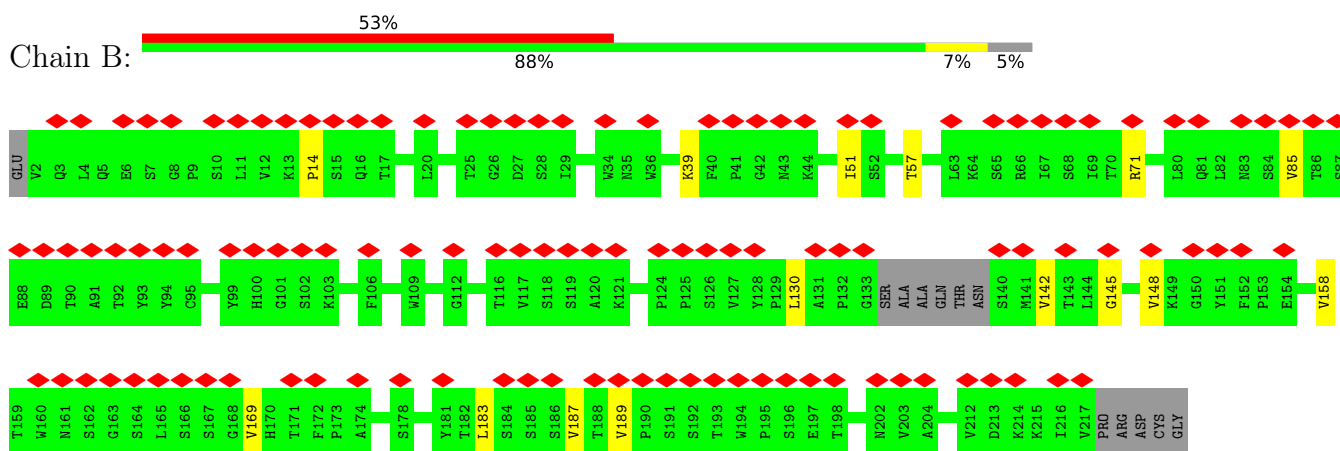 53%
Chain B:
88% 7% 5%
GLU V2 Q3 L4 Q5 E6 S7 G8 P9 S10 L11 V12 K13 P14 S15 Q16 T17 L20 T25 G26 D27 S28 I29 W34 N35 W36 K39 F40 P41 G42 N43 K44 I51 S52 T57 L63 K64 S65 R66 I67 S68 I69 T70 R71 L80 Q81 L82 N83 S84 V85 T86 S87
E88 D89 T90 A91 T92 Y93 Y94 C95 Y99 H100 G101 S102 K103 F106 W109 G112 T116 V117 S118 S119 A120 K121 P124 P125 S126 V127 Y128 P129 L130 A131 P132 G133 SER ALA ALA GLN THR ASN S140 M141 V142 T143 L144 G145 V148 K149 G150 Y151 F152 P153 E154 V158
T159 W160 N161 S162 G163 S164 L165 S166 S167 G168 V169 H170 T171 F172 P173 A174 S178 Y181 T182 L183 S184 S185 S186 V187 T188 V189 P190 S191 S192 T193 W194 P195 S196 E197 T198 N202 V203 A204 V212 D213 K214 K215 I216 V217 PRO ARG ASP CYS GLY